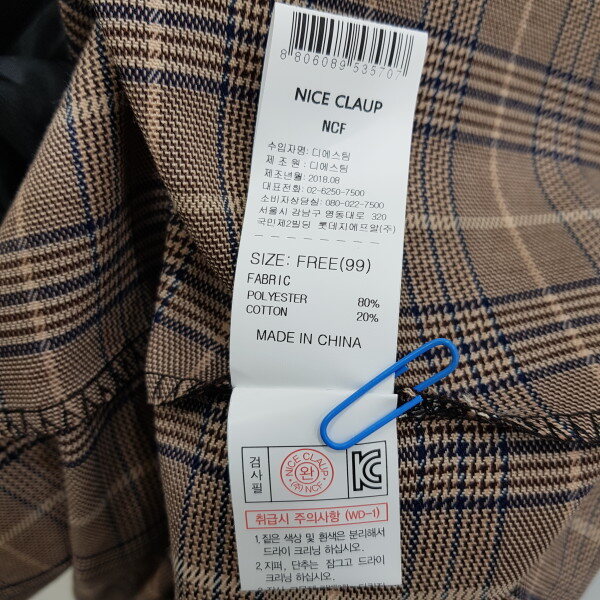 8 806089 535707
NICE CLAUP
NCF
수입자명: 디에스팀
제 조 원 : 디에스팀
제조년월: 2018.08
대표전화: 02-6250-7500
소비자상담실: 080-022-7500
서울시 강남구 영동대로 320
국민제2빌딩 롯데지에프알(주)
SIZE: FREE(99)
FABRIC
POLYESTER 80%
COTTON 20%
MADE IN CHINA
검사필
NICE CLAUP
완
(주) NCF
KC
취급시 주의사항 (WD-1)
1. 짙은 색상 및 흰색은 분리해서
드라이 크리닝 하십시오.
2. 지퍼, 단추는 잠그고 드라이
크리닝 하십시오.